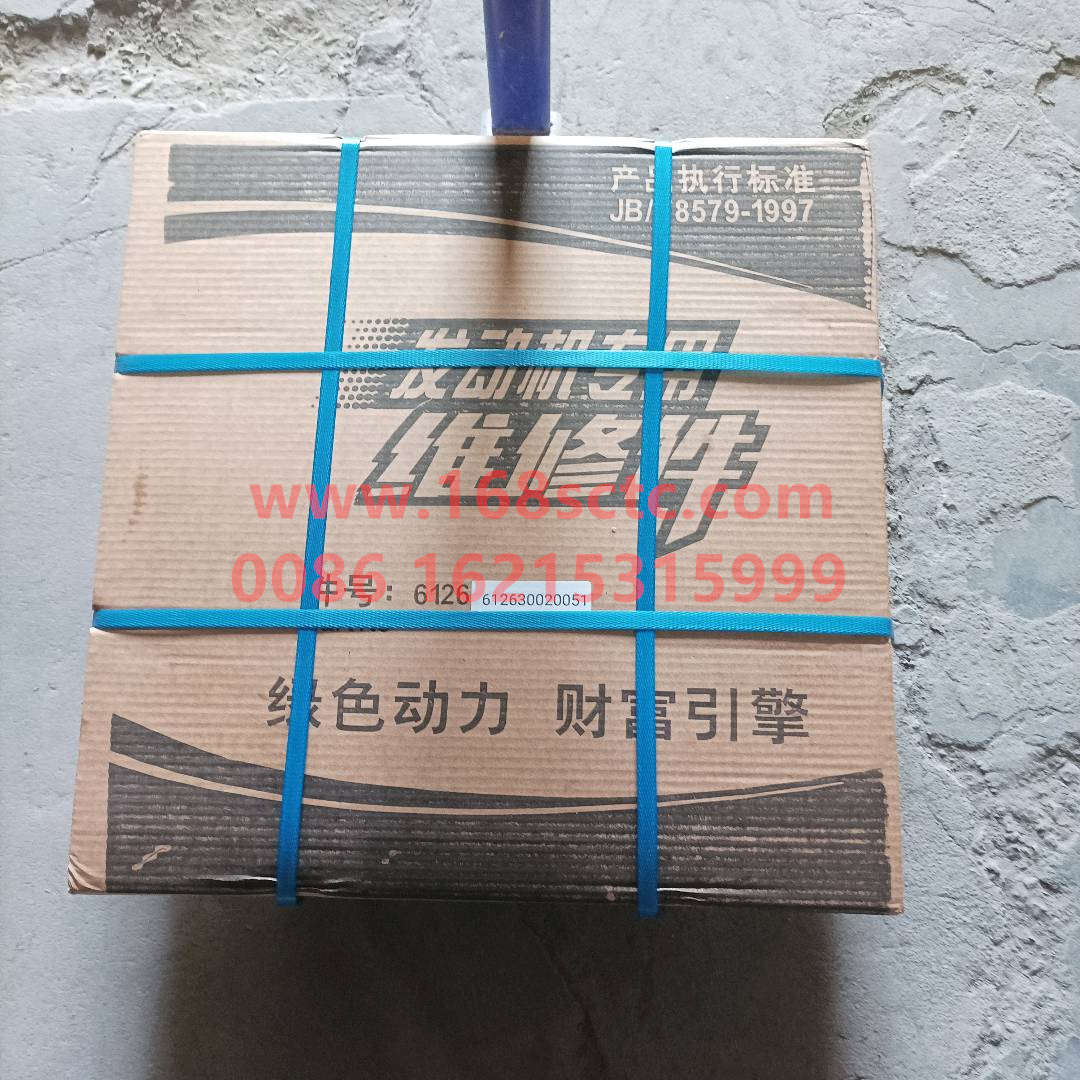 产品执行标准
JB/ 8579-1997
发动机专用
维修件
www.168sctc.com
0086 16215315999
件号: 6126 612630020051
绿色动力 财富引擎